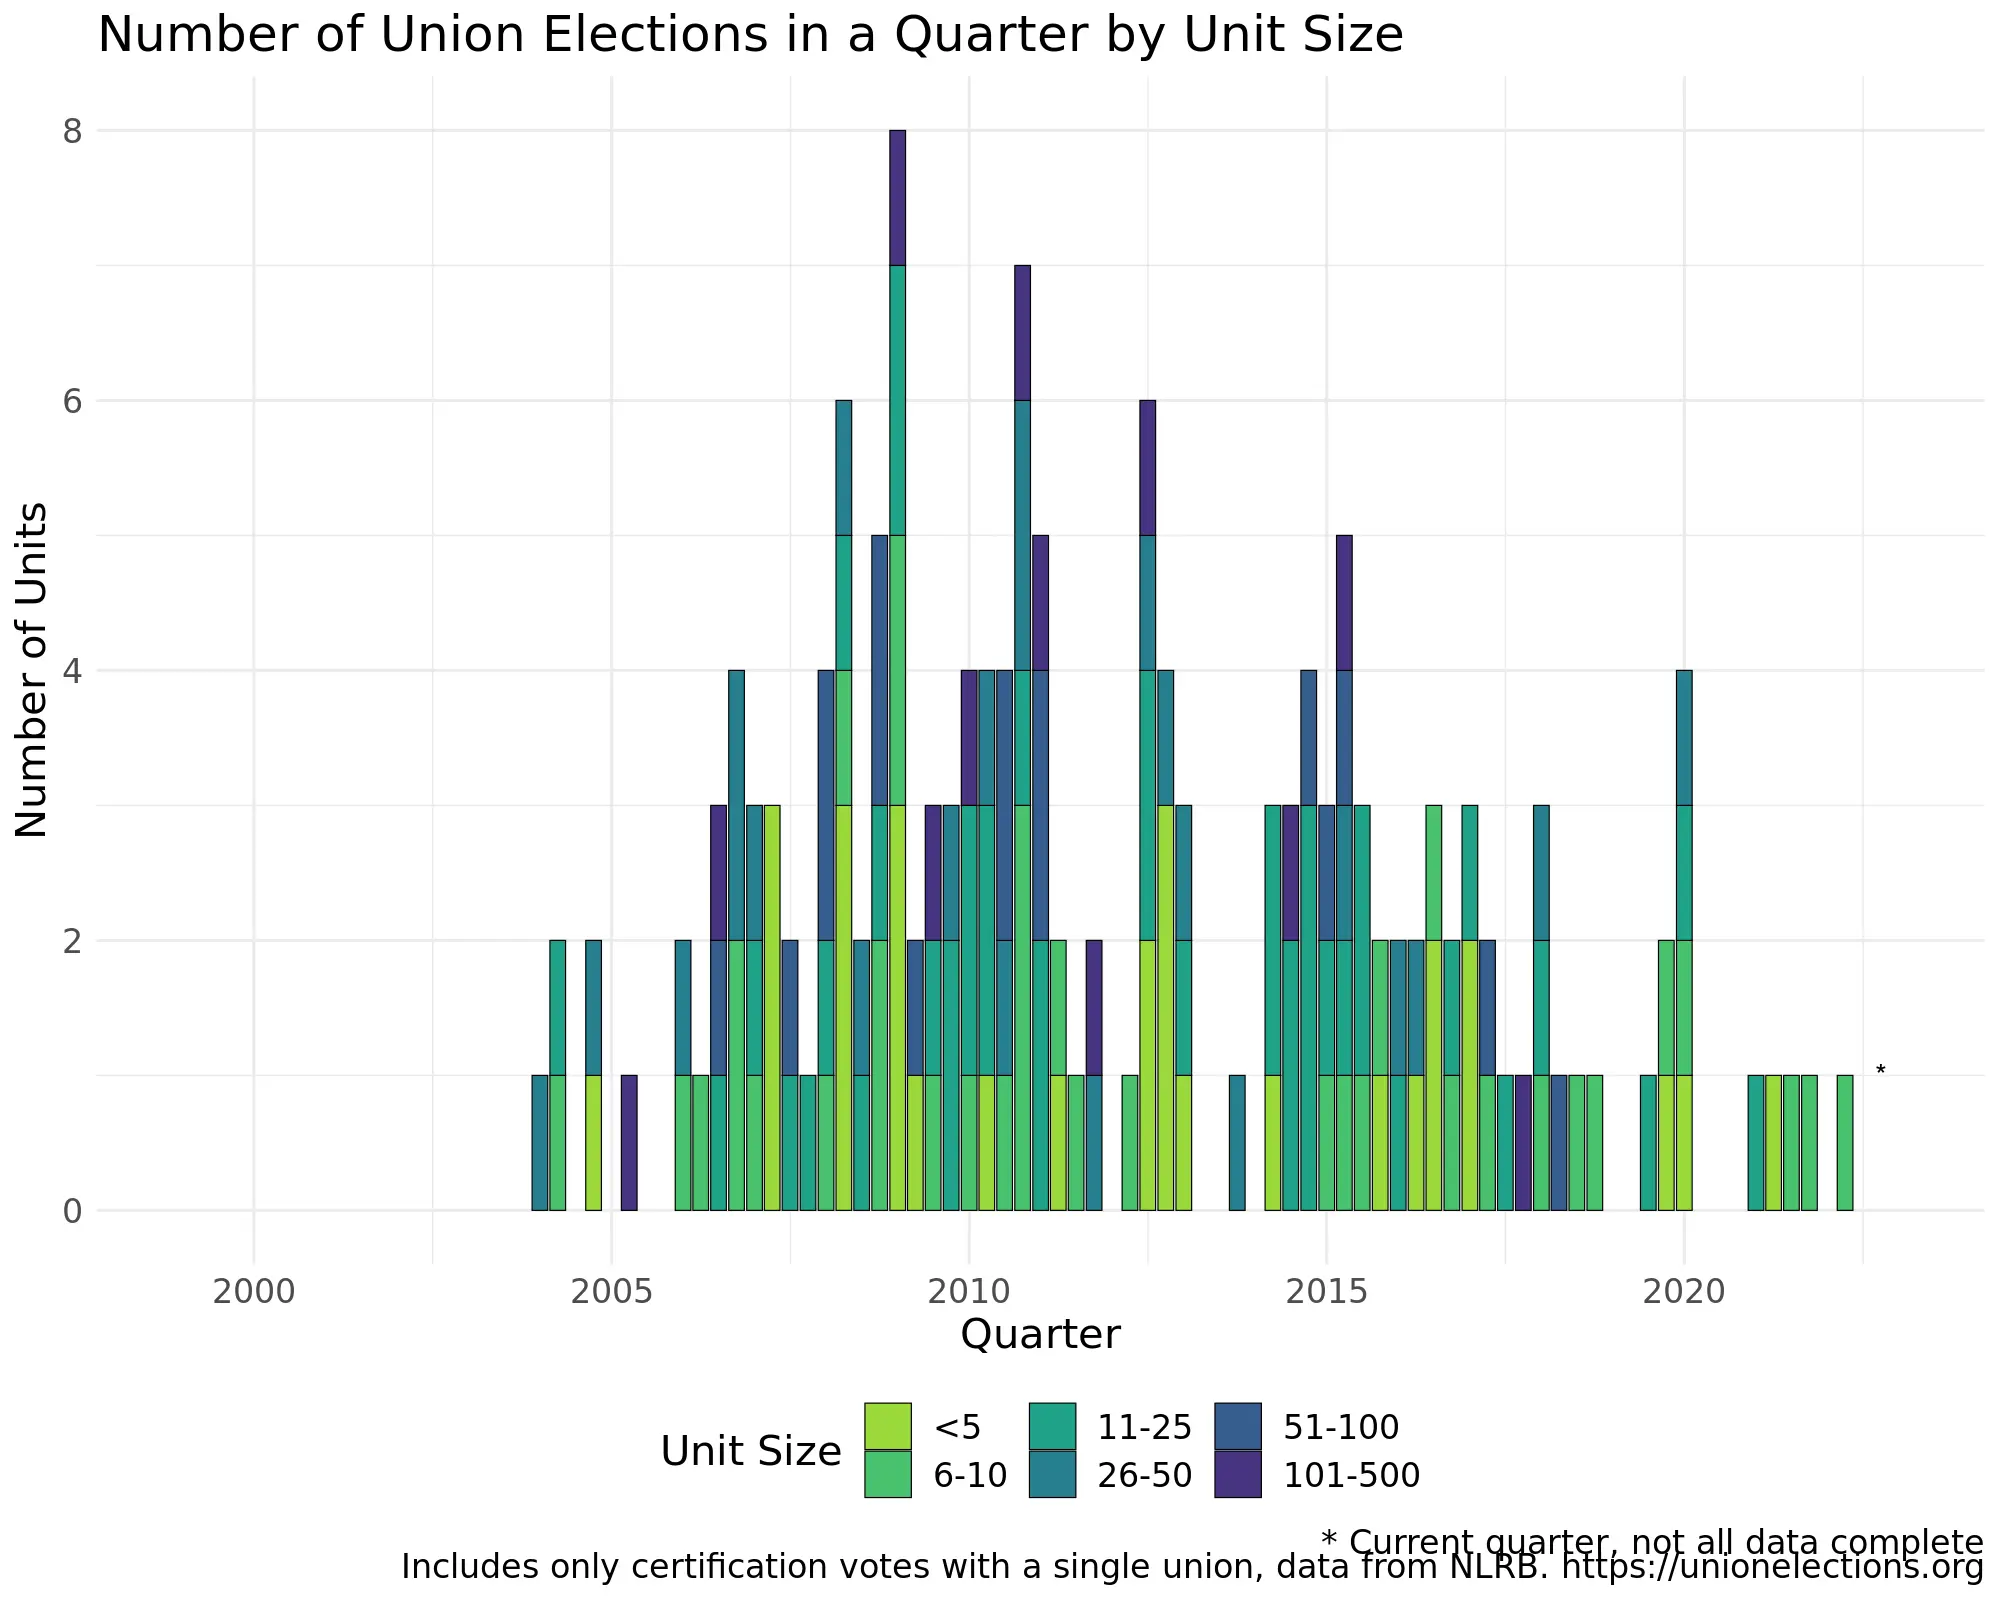 Number of Union Elections in a Quarter by Unit Size
Number of Units
8
6
4
2
0
*
2000 2005 2010 2015 2020
Quarter
Unit Size
<5 11-25 51-100
6-10 26-50 101-500
* Current quarter, not all data complete
Includes only certification votes with a single union, data from NLRB. https://unionelections.org